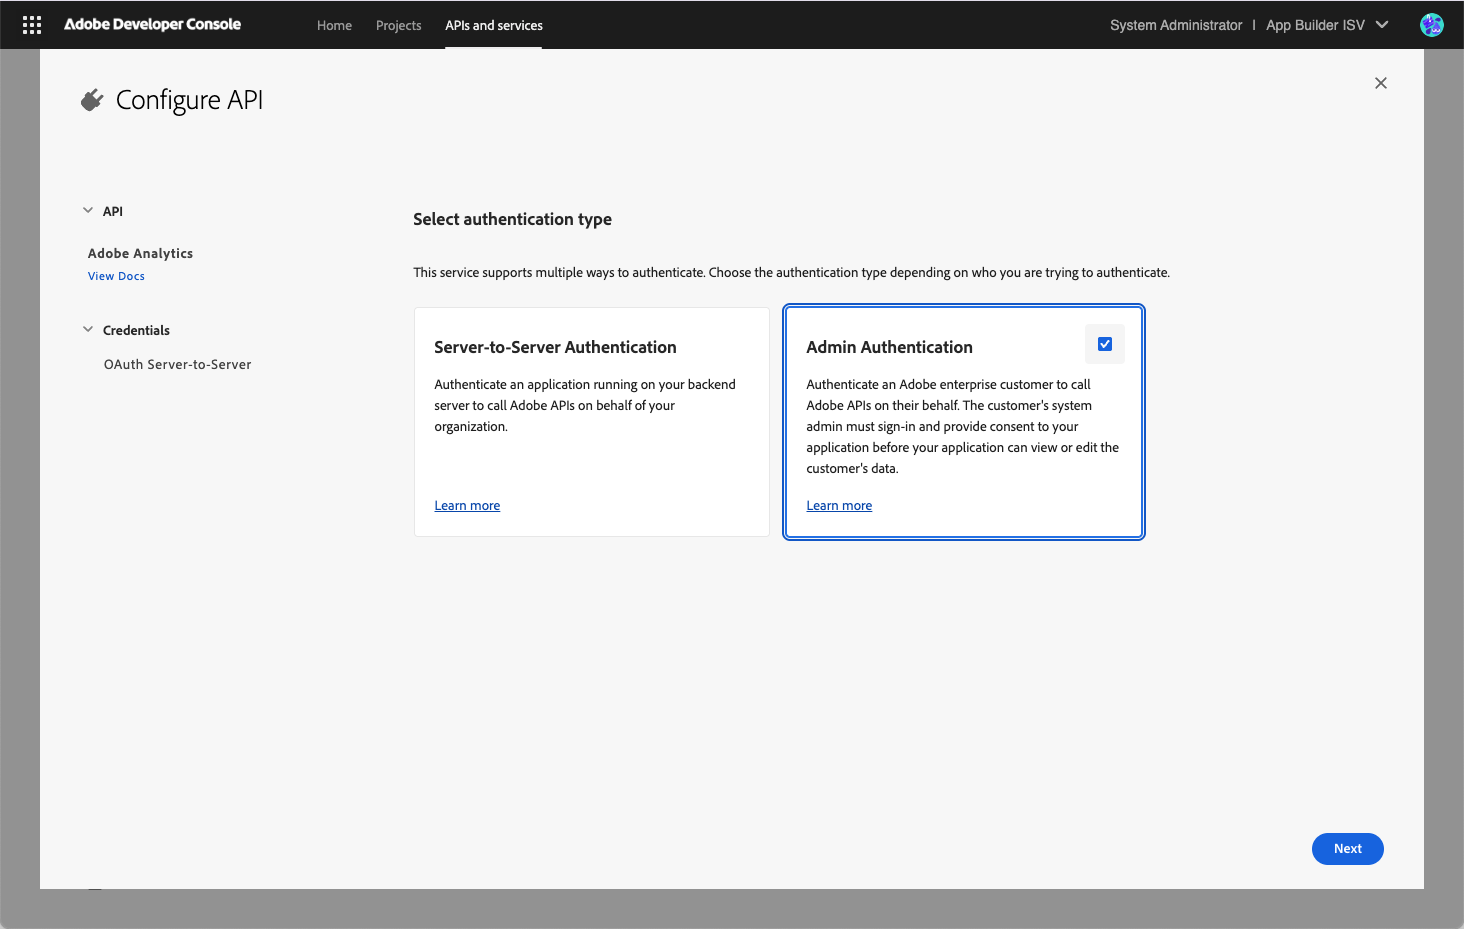 Adobe Developer Console
Home
Projects
APIs and services
System Administrator | App Builder ISV
Configure API
API
Adobe Analytics
View Docs
Credentials
OAuth Server-to-Server
Select authentication type
This service supports multiple ways to authenticate. Choose the authentication type depending on who you are trying to authenticate.
Server-to-Server Authentication
Authenticate an application running on your backend
server to call Adobe APIs on behalf of your
organization.
Learn more
Admin Authentication
Authenticate an Adobe enterprise customer to call
Adobe APIs on their behalf. The customer's system
admin must sign-in and provide consent to your
application before your application can view or edit the
customer's data.
Learn more
Next